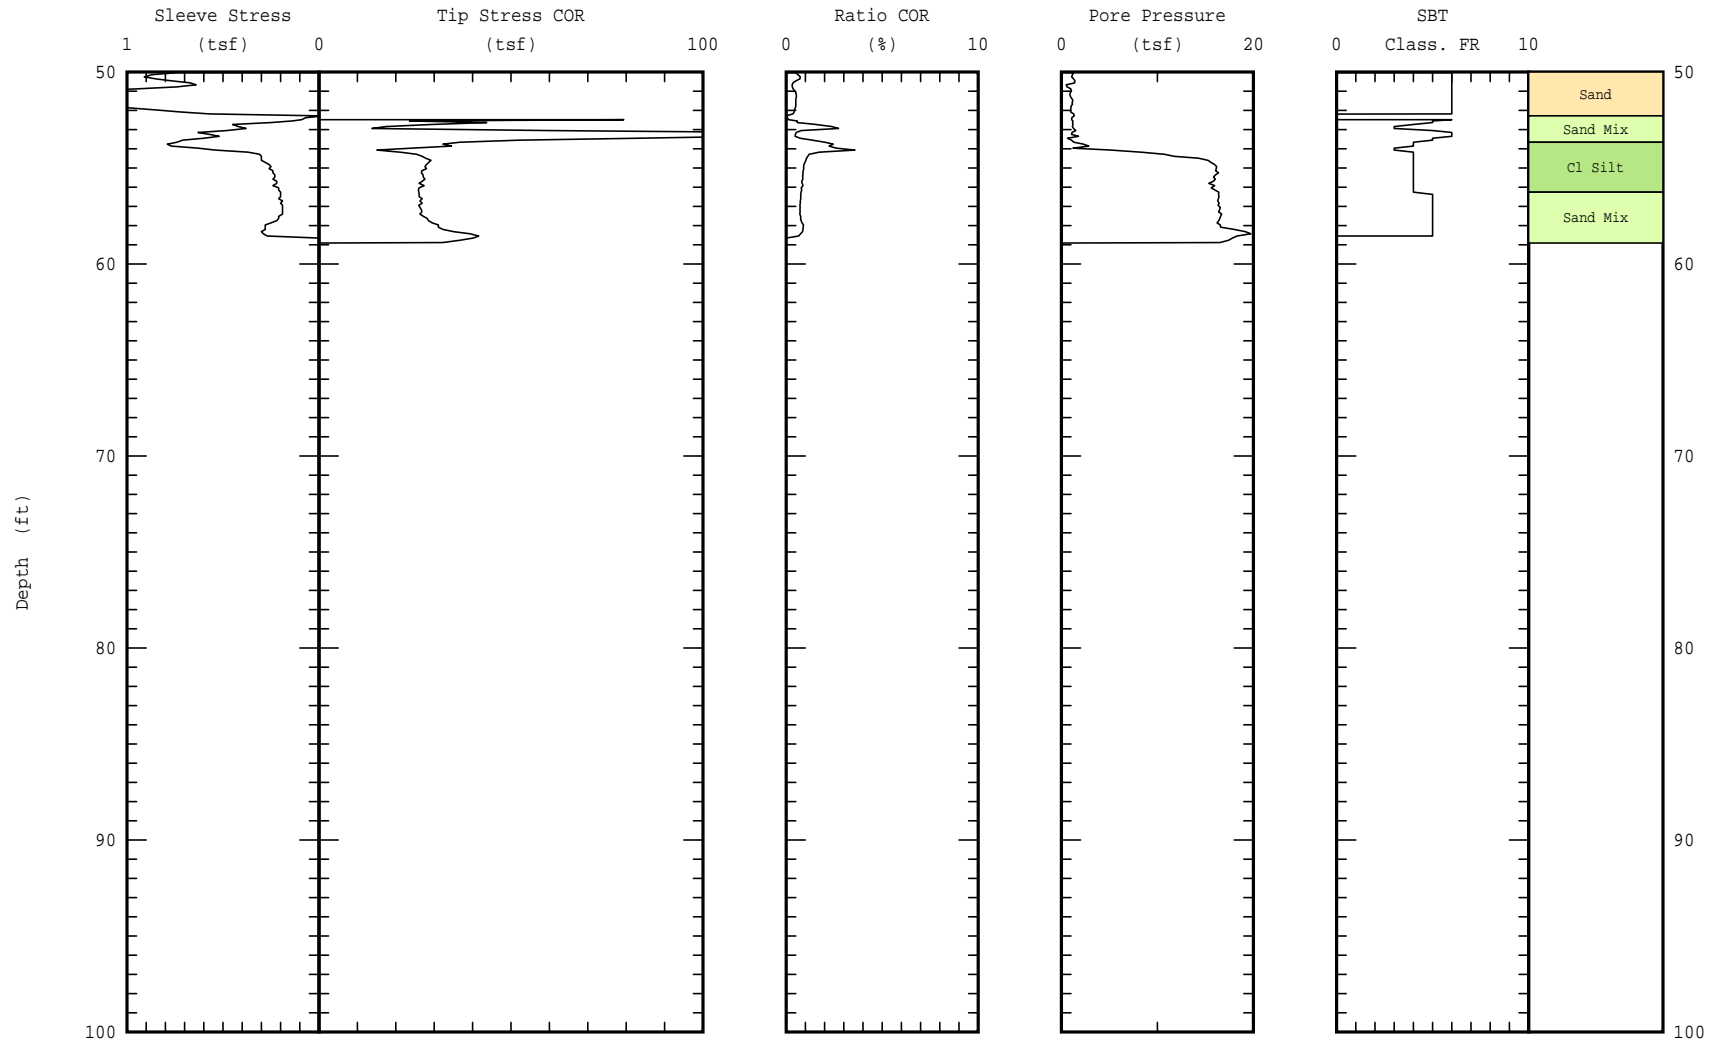 Sleeve Stress Tip Stress COR Ratio COR Pore Pressure SBT
1 (tsf) 0 (tsf) 100 0 (%) 10 0 (tsf) 20 0 Class. FR 10
50 50
Sand
Sand Mix
Cl Silt
Sand Mix
60 60
70 70
Depth (ft)
80 80
90 90
100 100